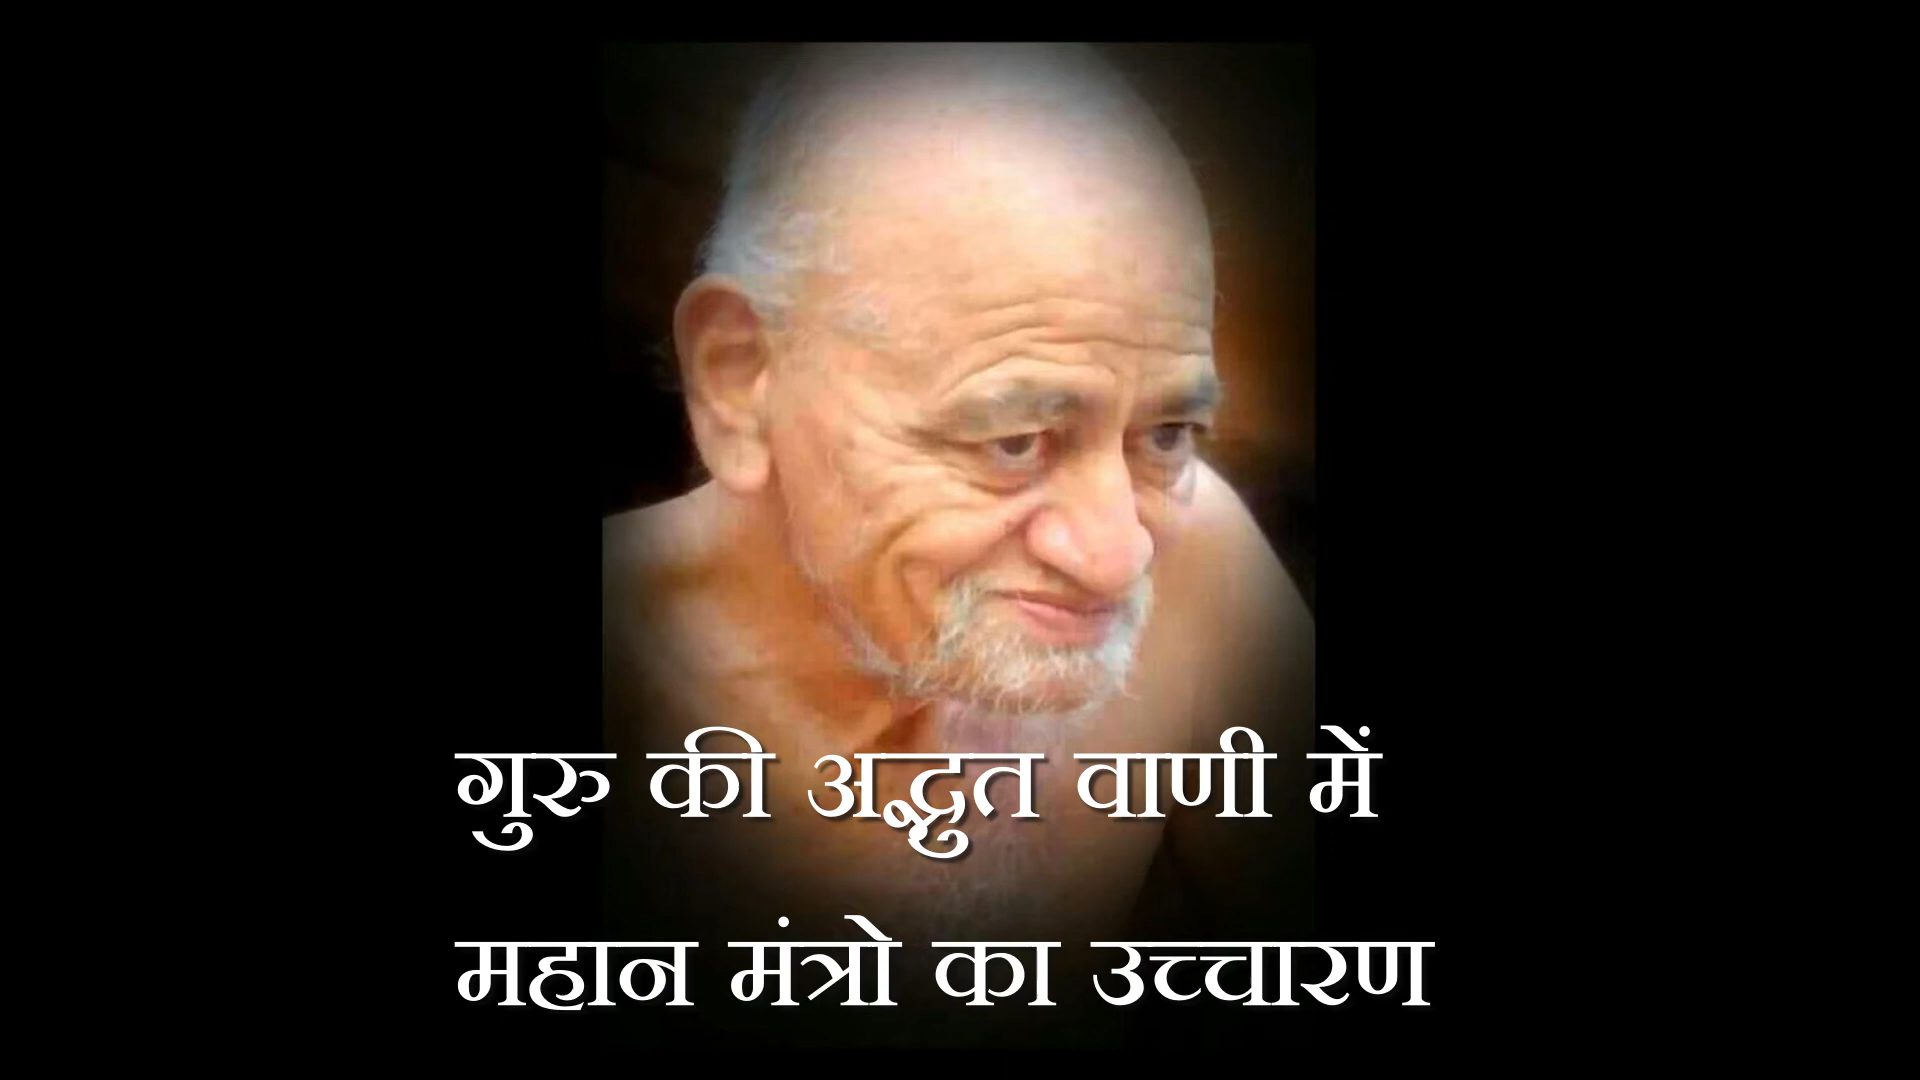 गुरु की अद्भुत वाणी में
महान मंत्रो का उच्चारण